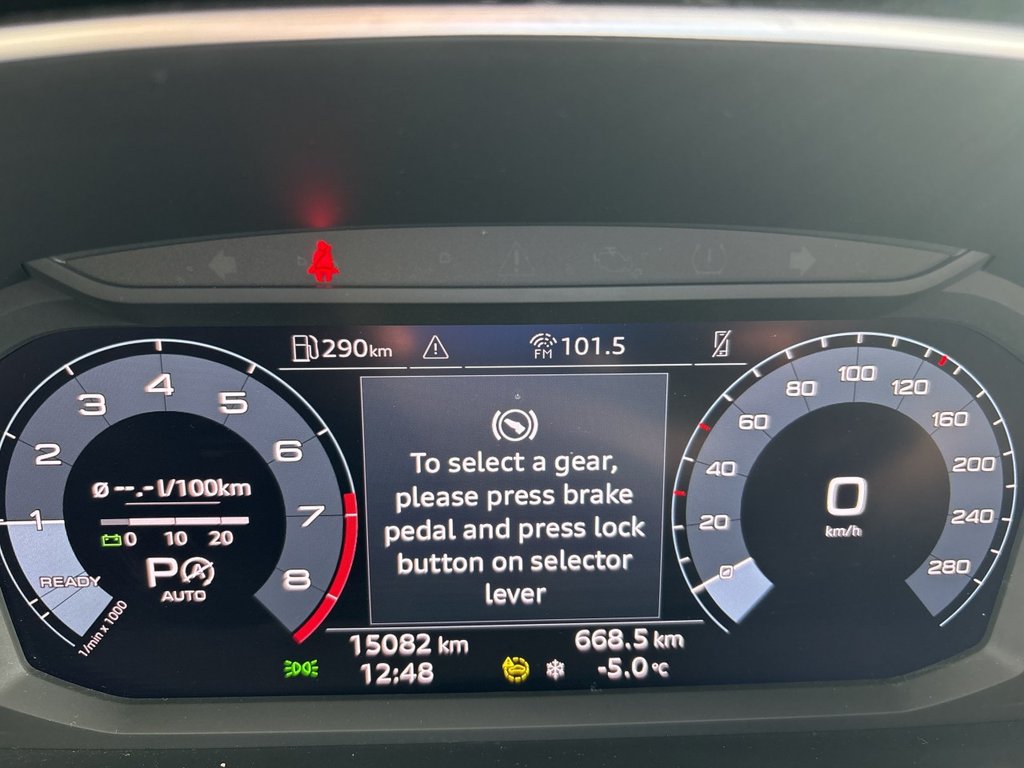 290km
FM 101.5
1
2
3
4
5
6
7
8
READY
1/min x 1000
ø --.- l/100km
0 10 20
P A
AUTO
To select a gear,
please press brake
pedal and press lock
button on selector
lever
0
20
40
60
80
100
120
160
200
240
280
0
km/h
15082 km
668.5 km
12:48
-5.0 °C